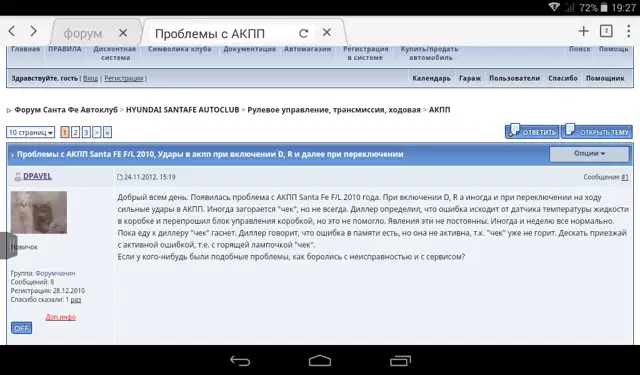 72% 19:27
форум
Проблемы с АКПП
2
Главная ПРАВИЛА Дисконтная система Символика клуба Документация Автомагазин Регистрация в системе Купить/продать автомобиль Поиск Помощь
Здравствуйте, гость ( Вход | Регистрация ) Календарь Гараж Пользователи Спасибо Помощник
Форум Санта Фе Автоклуб > HYUNDAI SANTAFE AUTOCLUB > Рулевое управление, трансмиссия, ходовая > АКПП
10 страниц 1 2 3 > » ОТВЕТИТЬ ОТКРЫТЬ ТЕМУ
Проблемы с АКПП Santa FE F/L 2010, Удары в акпп при включении D, R и далее при переключении Опции
DPAVEL 24.11.2012, 15:19 Сообщение #1
Добрый всем день. Появилась проблема с АКПП Santa Fe F/L 2010 года. При включении D, R а иногда и при переключении на ходу
сильные удары в АКПП. Иногда загорается "чек", но не всегда. Диллер определил, что ошибка исходит от датчика температуры жидкости
в коробке и перепрошил блок управления коробкой, но это не помогло. Явления эти не постоянны. Иногда и неделю все нормально.
Пока еду к диллеру "чек" гаснет. Диллер говорит, что ошибка в памяти есть, но она не активна, т.к. "чек" уже не горит. Дескать приезжай
с активной ошибкой, т.е. с горящей лампочкой "чек".
Если у кого-нибудь были подобные проблемы, как боролись с неисправностью и с сервисом?
Новичок
Группа: Форумчанин
Сообщений: 8
Регистрация: 28.12.2010
Спасибо сказали: 1 раз
Доп.инфо
OFF